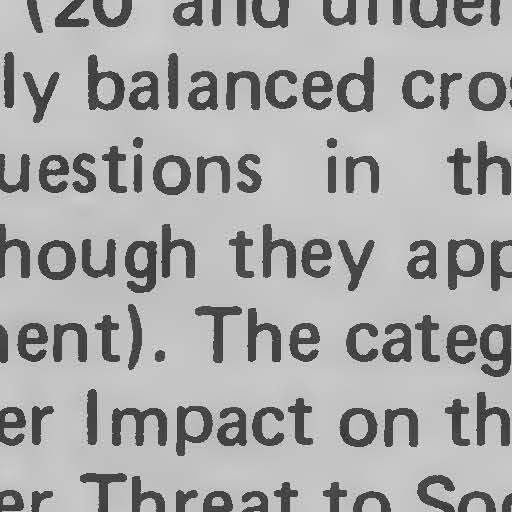 (20 and under
ly balanced cros
uestions in th
hough they app
nent). The categ
er Impact on th
er Threat to Soc